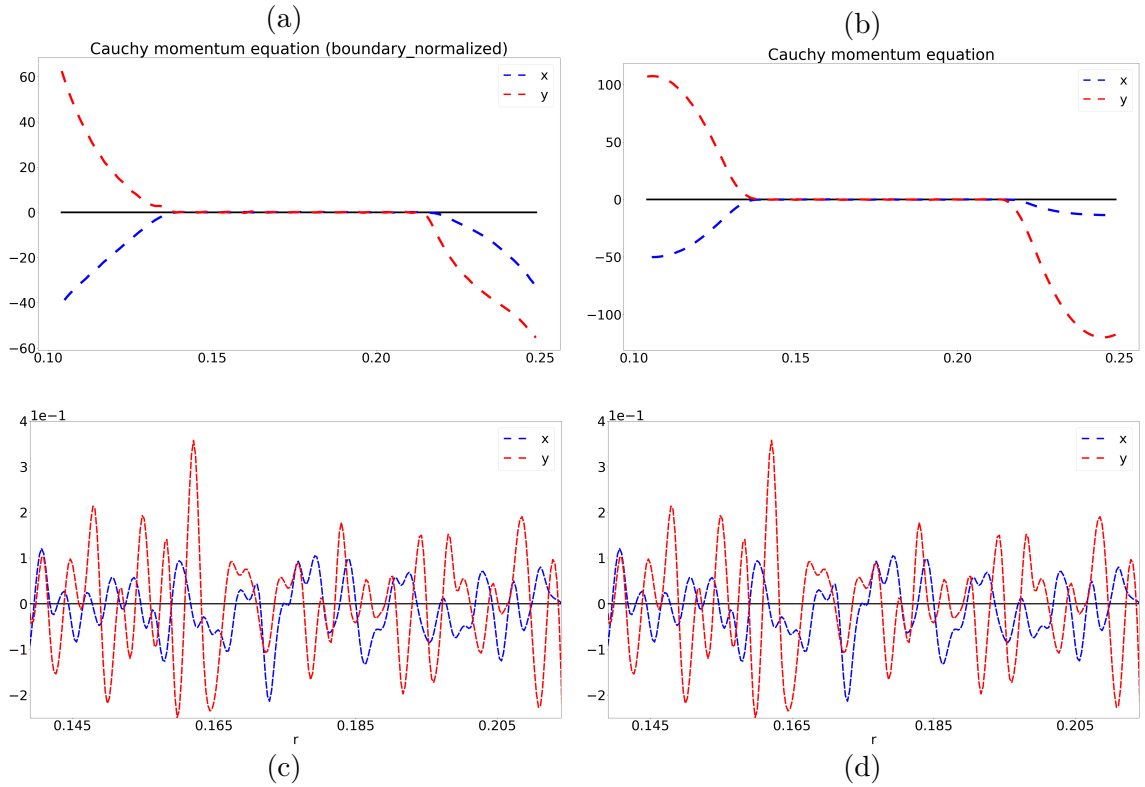 (a)
(b)
Cauchy momentum equation (boundary_normalized)
Cauchy momentum equation
x
y
60
40
20
0
−20
−40
−60
0.10
0.15
0.20
0.25
x
y
100
50
0
−50
−100
0.10
0.15
0.20
0.25
1e−1
x
y
4
3
2
1
0
−1
−2
0.145
0.165
0.185
0.205
r
1e−1
x
y
4
3
2
1
0
−1
−2
0.145
0.165
0.185
0.205
r
(c)
(d)